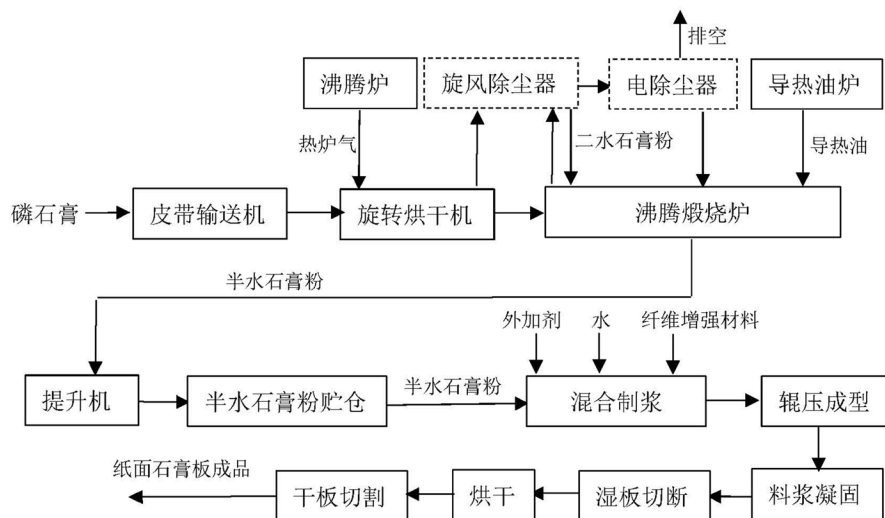 排空
沸腾炉
旋风除尘器
电除尘器
导热油炉
热炉气
二水石膏粉
导热油
磷石膏
皮带输送机
旋转烘干机
沸腾煅烧炉
半水石膏粉
外加剂
水
纤维增强材料
提升机
半水石膏粉贮仓
半水石膏粉
混合制浆
辊压成型
纸面石膏板成品
干板切割
烘干
湿板切断
料浆凝固